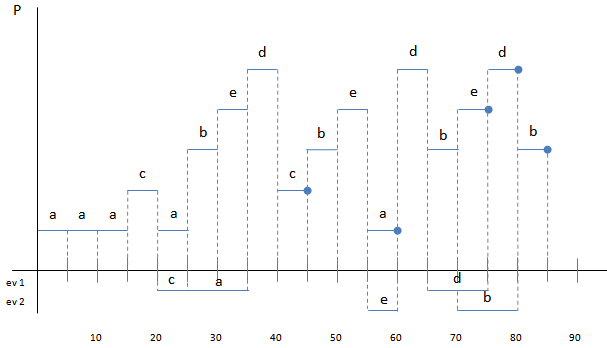 P
d d d
e e e
b b b b
c c
a a a a a
ev 1 c a d
ev 2 e b
10 20 30 40 50 60 70 80 90